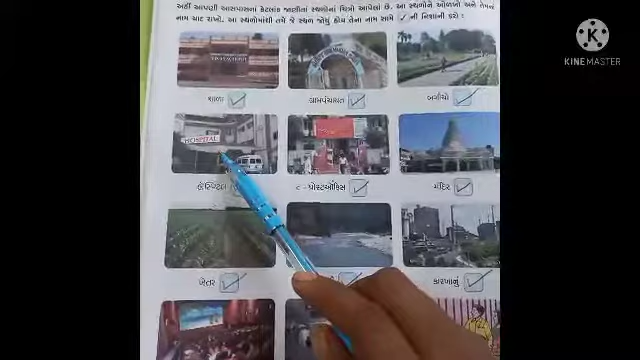 અહીં આપણી આસપાસનાં કેટલાંક જાણીતાં સ્થળોનાં ચિત્રો આપેલાં છે. આ સ્થળોને ઓળખો અને તેમનાં
નામ યાદ રાખો. આ સ્થળોમાંથી તમે જે સ્થળ જોયું હોય તેના નામ સામે ✓ ની નિશાની કરો :
KINEMASTER
શાળા ✓
ગ્રામપંચાયત ✓
બગીચો ✓
HOSPITAL
હૉસ્પિટલ
પોસ્ટઑફિસ ✓
મંદિર ✓
ખેતર ✓
કારખાનું ✓